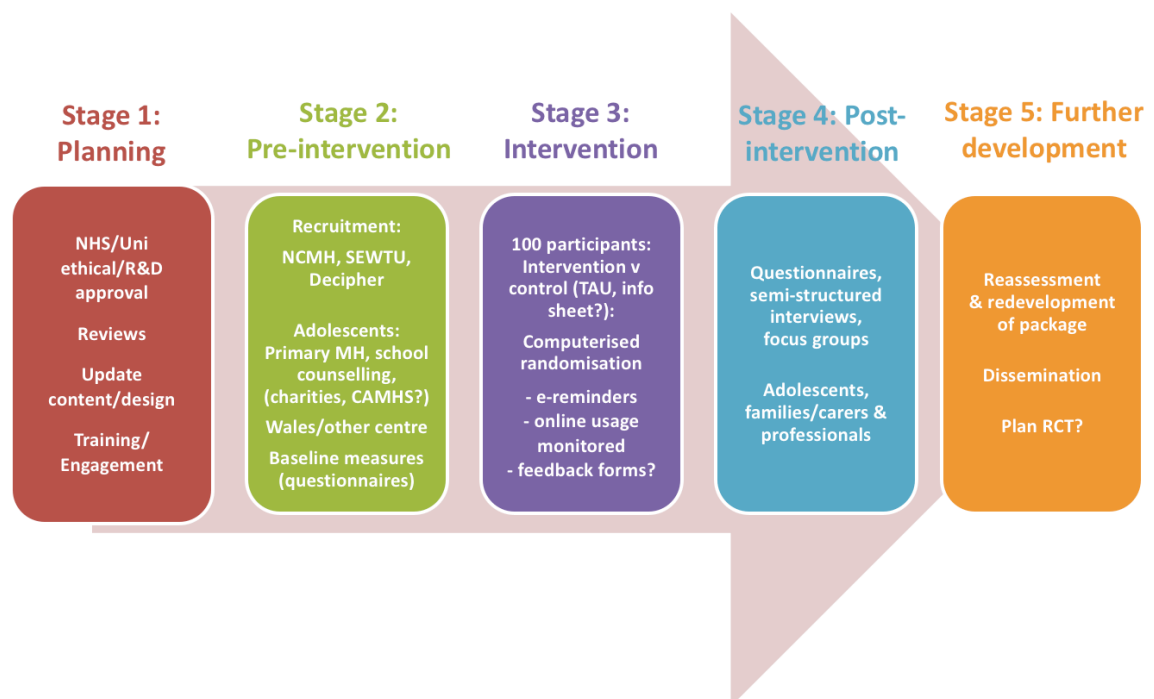 Stage 1:
Planning
NHS/Uni
ethical/R&D
approval
Reviews
Update
content/design
Training/
Engagement
Stage 2:
Pre-intervention
Recruitment:
NCMH, SEWTU,
Decipher
Adolescents:
Primary MH, school
counselling,
(charities, CAMHS?)
Wales/other centre
Baseline measures
(questionnaires)
Stage 3:
Intervention
100 participants:
Intervention v
control (TAU, info
sheet?):
Computerised
randomisation
- e-reminders
- online usage
monitored
- feedback forms?
Stage 4: Post-
intervention
Questionnaires,
semi-structured
interviews,
focus groups
Adolescents,
families/carers &
professionals
Stage 5: Further
development
Reassessment
& redevelopment
of package
Dissemination
Plan RCT?